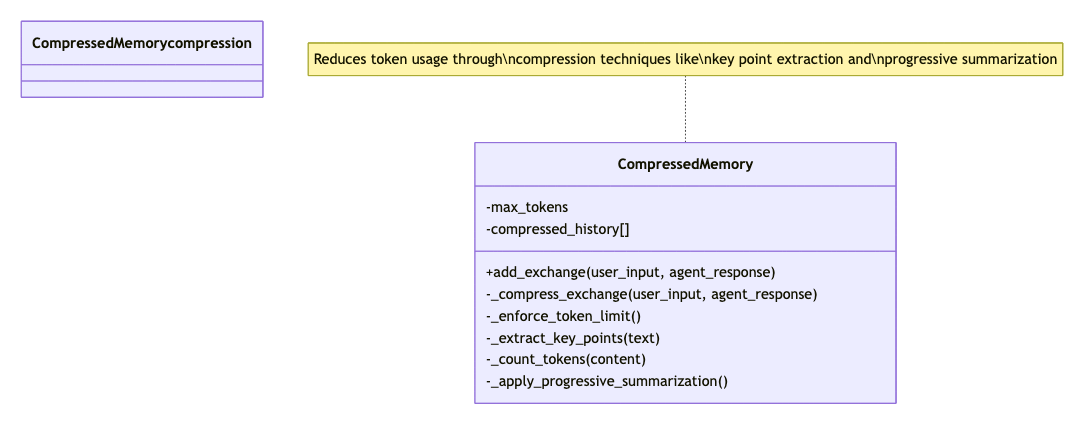 CompressedMemorycompression
Reduces token usage through\ncompression techniques like\nkey point extraction and\nprogressive summarization
CompressedMemory
-max_tokens
-compressed_history[]
+add_exchange(user_input, agent_response)
-_compress_exchange(user_input, agent_response)
-_enforce_token_limit()
-_extract_key_points(text)
-_count_tokens(content)
-_apply_progressive_summarization()